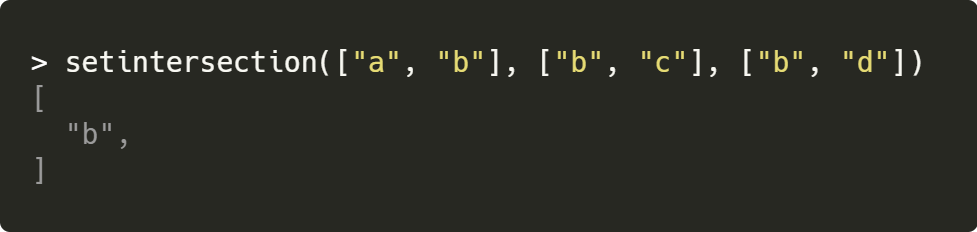 > setintersection(["a", "b"], ["b", "c"], ["b", "d"])
[
  "b",
]